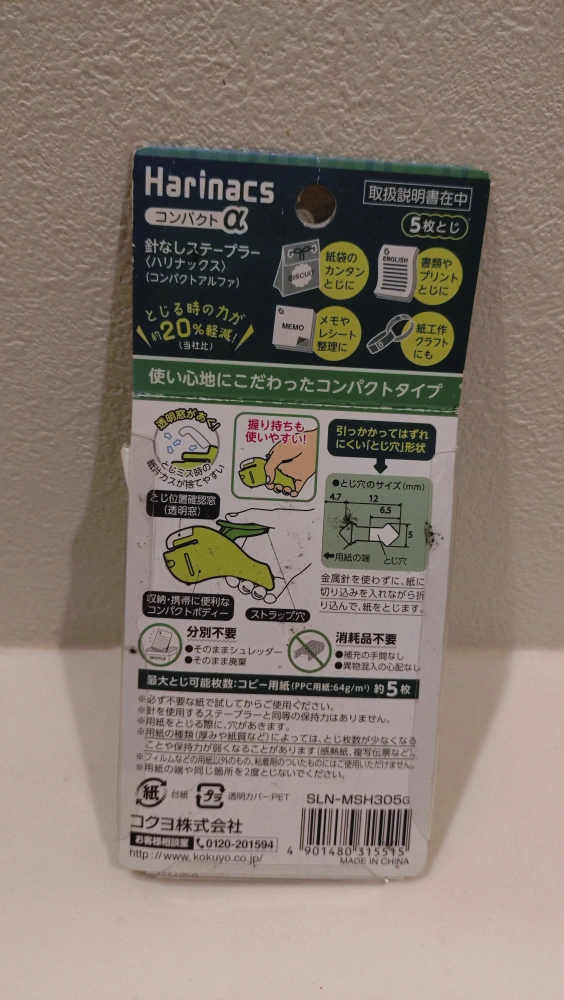 Harinacs
コンパクト α
取扱説明書在中
5枚とじ
針なしステープラー
〈ハリナックス〉
(コンパクトアルファ)
とじる時の力が
約20%軽減!
(当社比)
BISCUIT
紙袋の
カンタン
とじに
ENGLISH
書類や
プリント
とじに
MEMO
メモや
レシート
整理に
紙工作
クラフト
にも
使い心地にこだわったコンパクトタイプ
透明窓があく!
とじミス時の
紙片カスが捨てやすい
握り持ちも
使いやすい!
引っかかってはずれ
にくい「とじ穴」形状
●とじ穴のサイズ(mm)
4.7 12
6.5
5
用紙の端 とじ穴
とじ位置確認窓
(透明窓)
収納・携帯に便利な
コンパクトボディー
ストラップ穴
金属針を使わずに、紙に
切り込みを入れながら折
り込んで、紙をとじます。
分別不要
●そのままシュレッダー
●そのまま廃棄
消耗品不要
●補充の手間なし
●異物混入の心配なし
最大とじ可能枚数:コピー用紙(PPC用紙:64g/m²) 約5枚
※必ず不要な紙で試してからご使用ください。
※針を使用するステープラーと同等の保持力はありません。
※用紙をとじる際に、穴があきます。
※用紙の種類(厚みや紙質など)によっては、とじ枚数が少なくなる
ことや保持力が弱くなることがあります(感熱紙、複写伝票など)。
※フィルムなどの用紙以外のもの、粘着剤のついたものにはご使用いただけません。
※用紙の端や同じ箇所を2度とじないでください。
紙 台紙 プラ 透明カバー:PET
SLN-MSH305G
コクヨ株式会社
お客様相談室 0120-201594
http://www.kokuyo.co.jp/
4 901480 315515
MADE IN CHINA